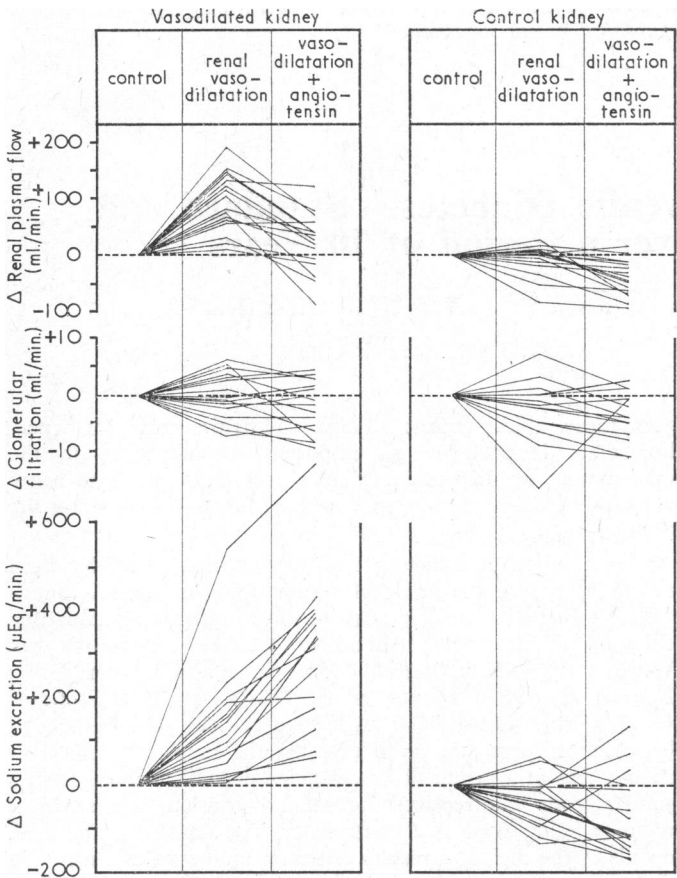 Vasodilated kidney
Control kidney
control
renal
vaso-
dilatation
vaso-
dilatation
+
angio-
tensin
control
renal
vaso-
dilatation
vaso-
dilatation
+
angio-
tensin
Δ Renal plasma flow
(ml./min.)
+200
+100
0
-100
Δ Glomerular
filtration (ml./min.)
+10
0
-10
Δ Sodium excretion (μEq/min.)
+600
+400
+200
0
-200